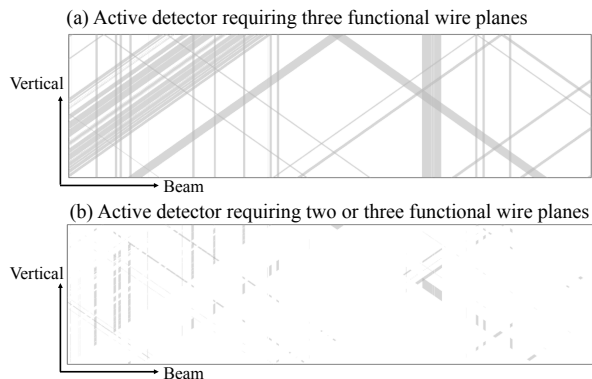 (a) Active detector requiring three functional wire planes
Vertical
Beam
(b) Active detector requiring two or three functional wire planes
Vertical
Beam